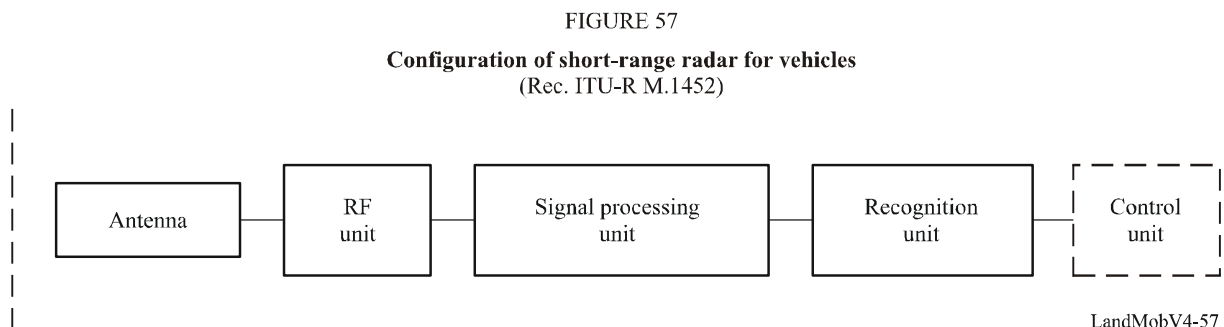 FIGURE 57
Configuration of short-range radar for vehicles
(Rec. ITU-R M.1452)
Antenna
RF
unit
Signal processing
unit
Recognition
unit
Control
unit
LandMobV4-57